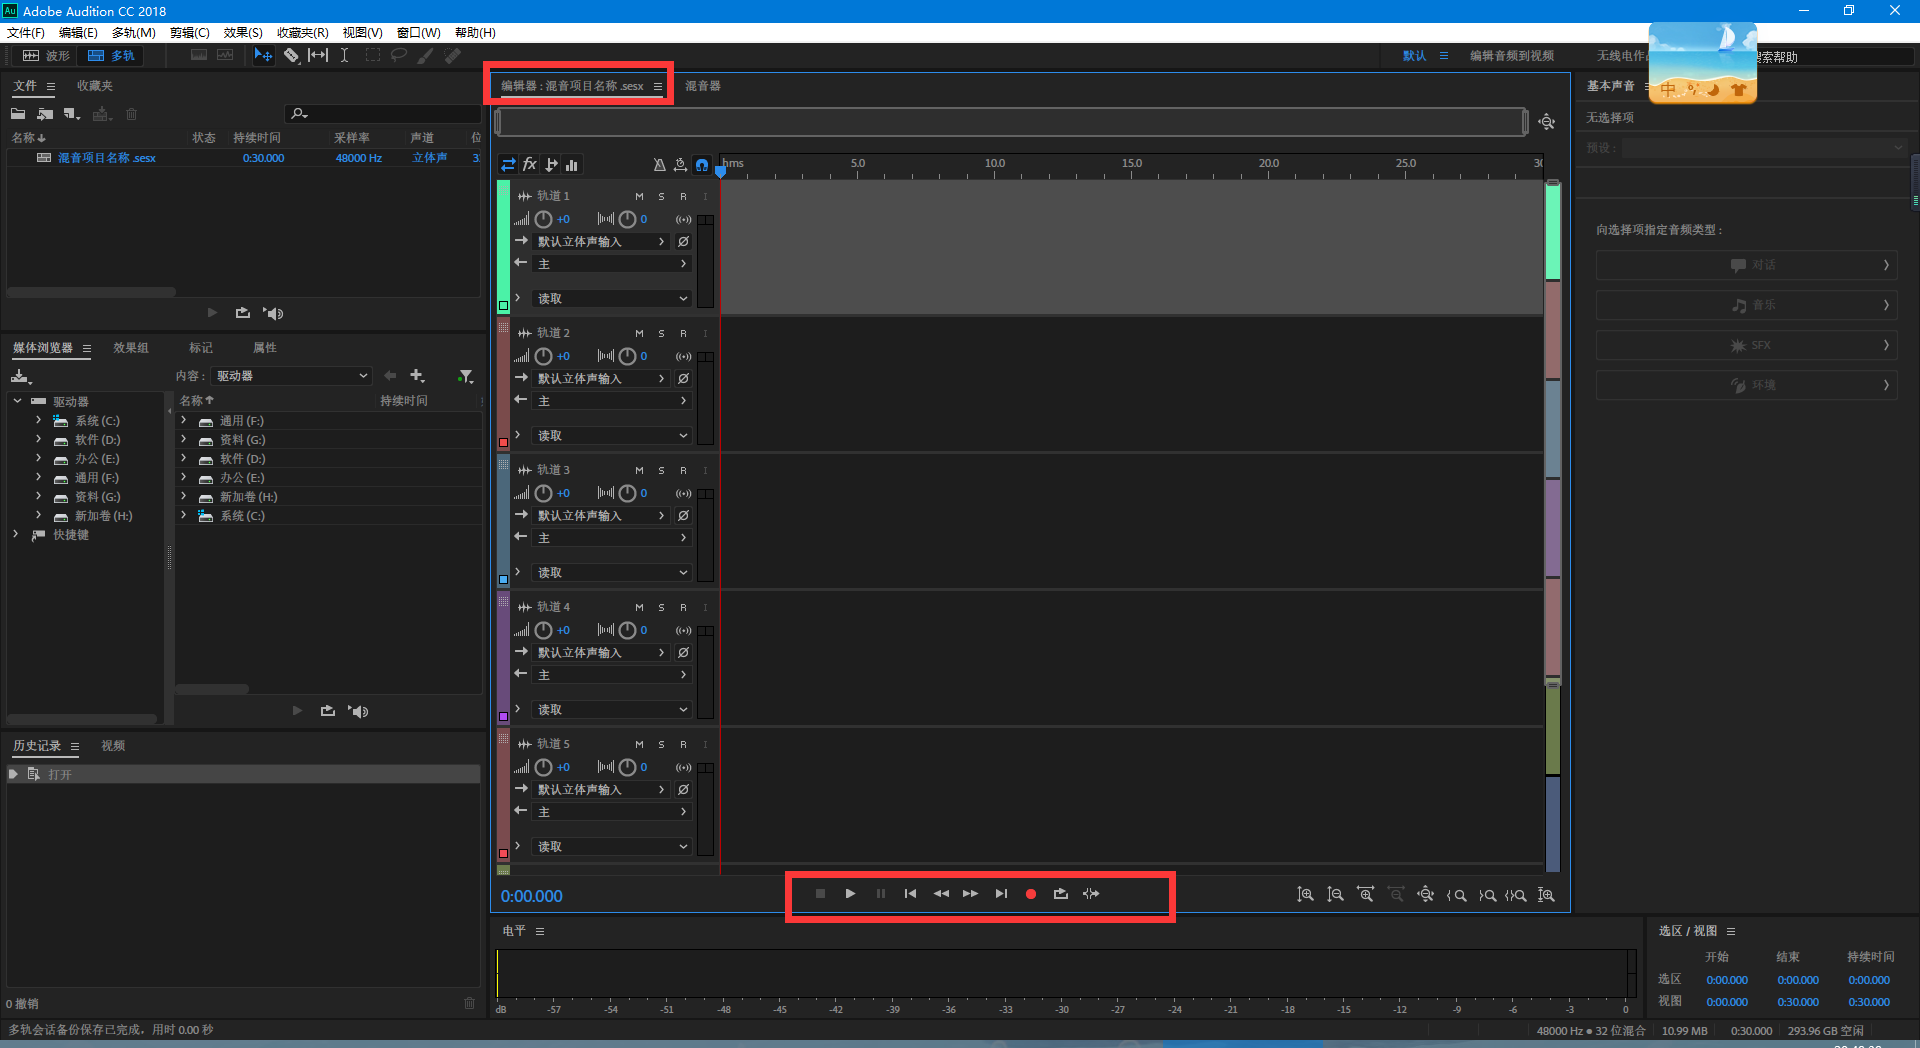 Au Adobe Audition CC 2018
文件(F) 编辑(E) 多轨(M) 剪辑(C) 效果(S) 收藏夹(R) 视图(V) 窗口(W) 帮助(H)
波形 多轨 默认 编辑音频到视频 无线电作 搜索帮助
中
文件 收藏夹
名称 状态 持续时间 采样率 声道 位
混音项目名称 .sesx 0:30.000 48000 Hz 立体声 32
媒体浏览器 效果组 标记 属性
内容: 驱动器
驱动器
系统 (C:)
软件 (D:)
办公 (E:)
通用 (F:)
资料 (G:)
新加卷 (H:)
快捷键
名称 持续时间
通用 (F:)
资料 (G:)
软件 (D:)
办公 (E:)
新加卷 (H:)
系统 (C:)
历史记录 视频
打开
0 撤销
多轨会话备份保存已完成，用时 0.00 秒
编辑器 : 混音项目名称 .sesx 混音器
fx hms 5.0 10.0 15.0 20.0 25.0 30
轨道 1 M S R I
+0 0
默认立体声输入
主
读取
轨道 2 M S R I
+0 0
默认立体声输入
主
读取
轨道 3 M S R I
+0 0
默认立体声输入
主
读取
轨道 4 M S R I
+0 0
默认立体声输入
主
读取
轨道 5 M S R I
+0 0
默认立体声输入
主
读取
0:00.000
电平
dB -57 -54 -51 -48 -45 -42 -39 -36 -33 -30 -27 -24 -21 -18 -15 -12 -9 -6 -3 0
基本声音
无选择项
预设:
向选择项指定音频类型:
对话
音乐
SFX
环境
选区 / 视图
开始 结束 持续时间
选区 0:00.000 0:00.000 0:00.000
视图 0:00.000 0:30.000 0:30.000
48000 Hz ● 32 位混合 10.99 MB 0:30.000 293.96 GB 空闲